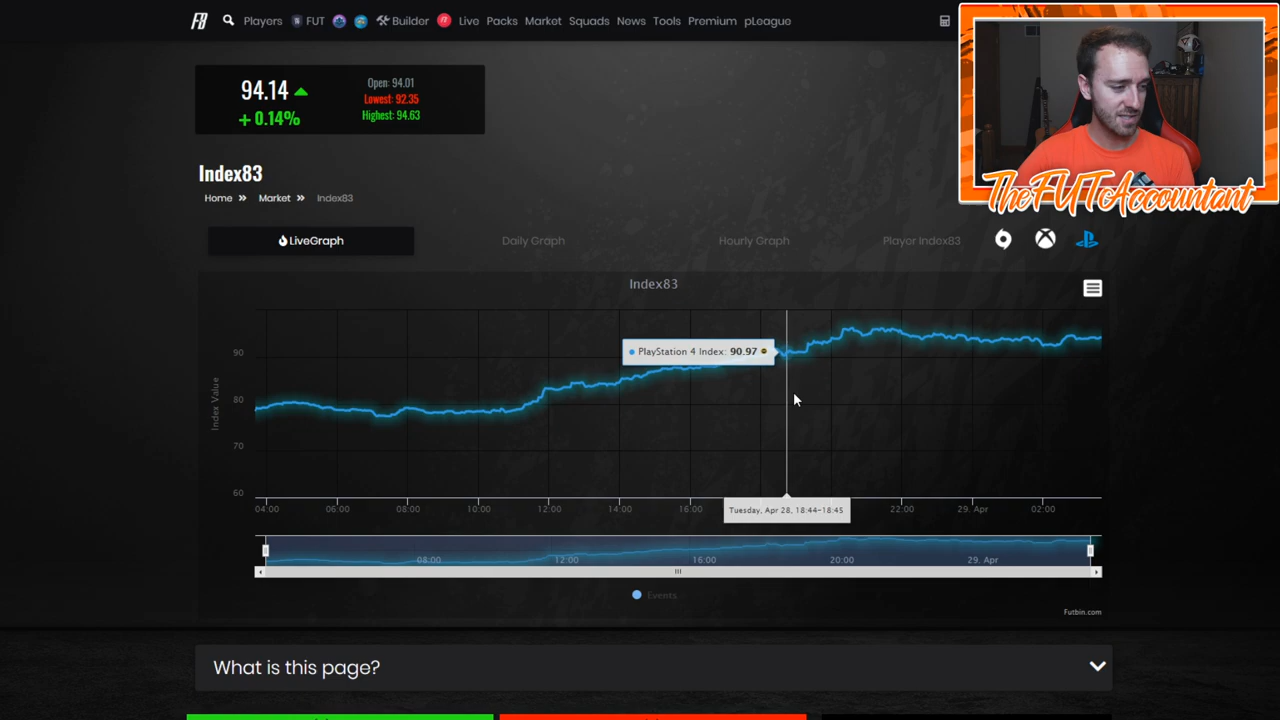 F8 Players FUT Builder Live Packs Market Squads News Tools Premium pLeague
94.14
+ 0.14%
Open: 94.01
Lowest: 92.35
Highest: 94.63
TheFUTAccountant
Index83
Home » Market » Index83
LiveGraph Daily Graph Hourly Graph Playor Index83
Index83
PlayStation 4 Index: 90.97
Index Value
90
80
70
60
04:00 06:00 08:00 10:00 12:00 14:00 16:00 22:00 29. Apr 02:00
Tuesday, Apr 28, 18:44-18:45
08:00 12:00 16:00 20:00 29. Apr
Events
Futbin.com
What is this page?